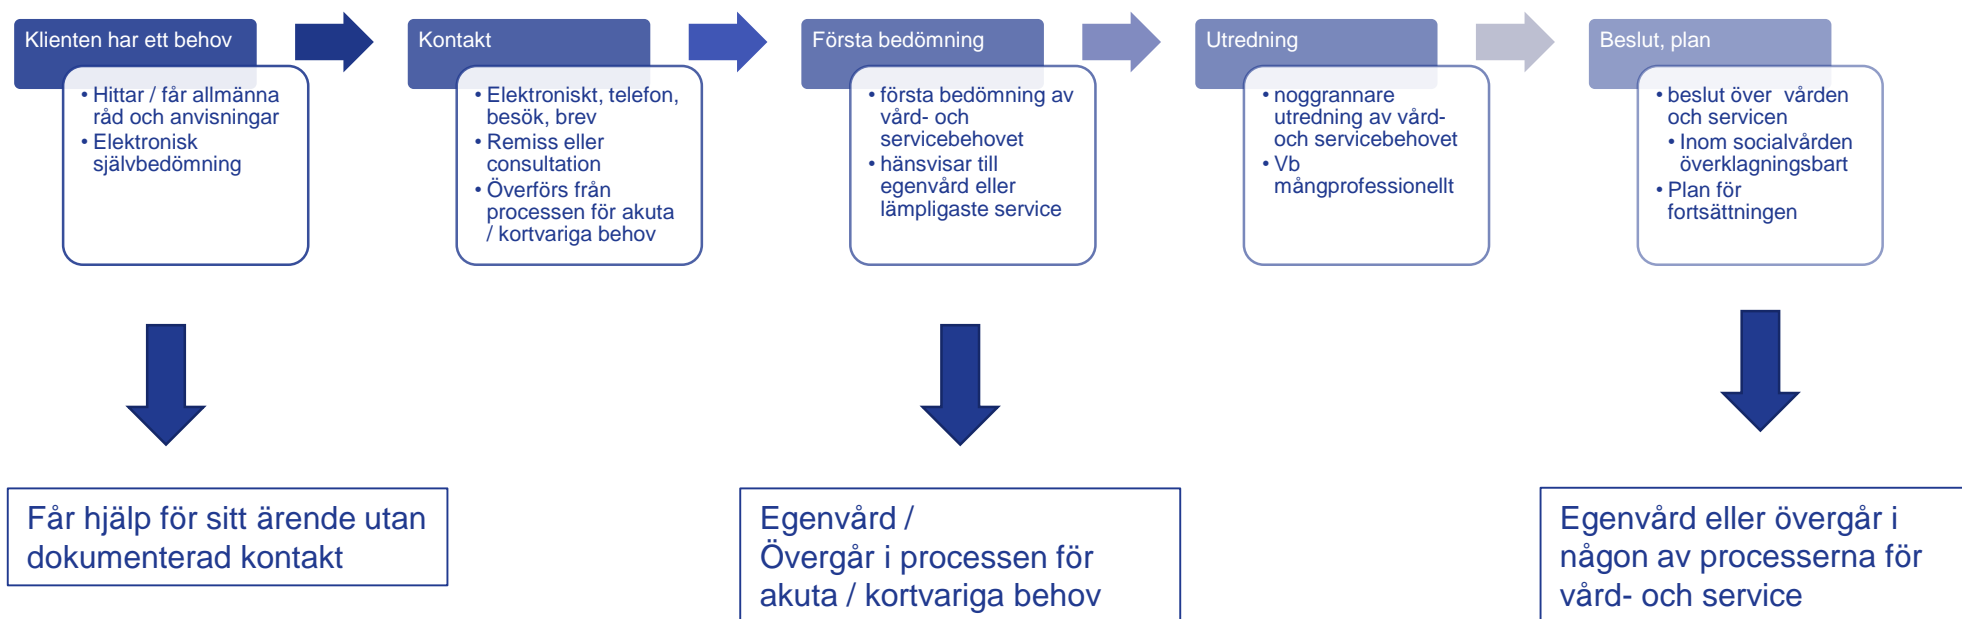 Klienten har ett behov
• Hittar / får allmänna
råd och anvisningar
• Elektronisk
självbedömning
Kontakt
• Elektroniskt, telefon,
besök, brev
• Remiss eller
consultation
• Överförs från
processen för akuta
/ kortvariga behov
Första bedömning
• första bedömning av
vård- och
servicebehovet
• hänsvisar till
egenvård eller
lämpligaste service
Utredning
• noggrannare
utredning av vård-
och servicebehovet
• Vb
mångprofessionellt
Beslut, plan
• beslut över vården
och servicen
• Inom socialvården
överklagningsbart
• Plan för
fortsättningen
Får hjälp för sitt ärende utan
dokumenterad kontakt
Egenvård /
Övergår i processen för
akuta / kortvariga behov
Egenvård eller övergår i
någon av processerna för
vård- och service